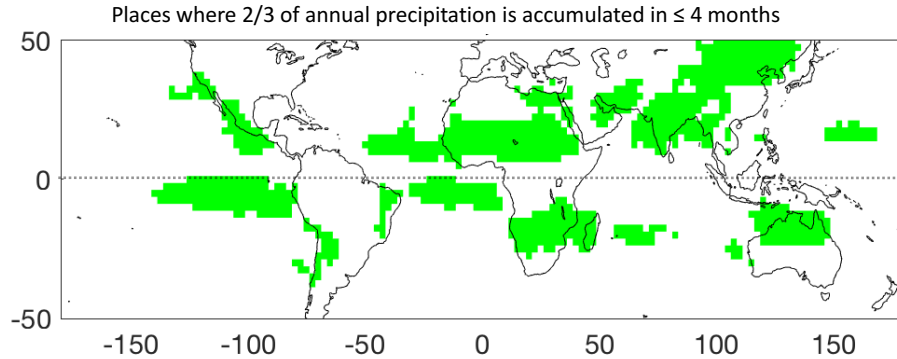 Places where 2/3 of annual precipitation is accumulated in ≤ 4 months
50
0
-50
-150 -100 -50 0 50 100 150